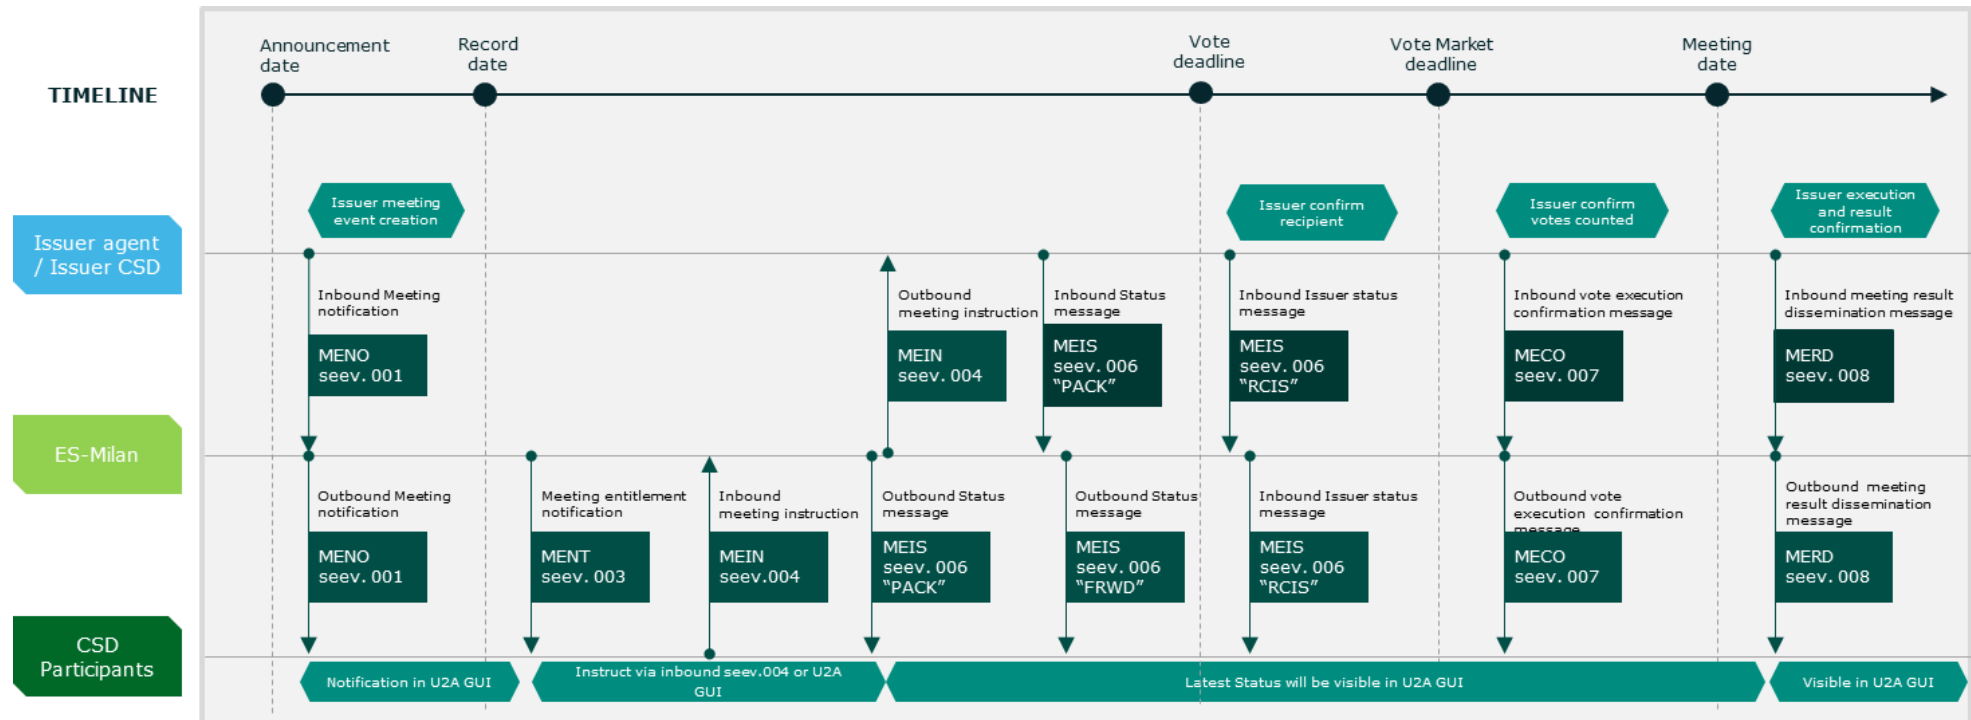 Announcement
date
Record
date
Vote
deadline
Vote Market
deadline
Meeting
date
TIMELINE
Issuer meeting
event creation
Issuer confirm
recipient
Issuer confirm
votes counted
Issuer execution
and result
confirmation
Issuer agent
/ Issuer CSD
Inbound Meeting
notification
MENO
seev. 001
Outbound
meeting instruction
MEIN
seev. 004
Inbound Status
message
MEIS
seev. 006
“PACK”
Inbound Issuer status
message
MEIS
seev. 006
“RCIS”
Inbound vote execution
confirmation message
MECO
seev. 007
Inbound meeting result
dissemination message
MERD
seev. 008
ES-Milan
Outbound Meeting
notification
MENO
seev. 001
Meeting entitlement
notification
MENT
seev. 003
Inbound
meeting instruction
MEIN
seev.004
Outbound Status
message
MEIS
seev. 006
“PACK”
Outbound Status
message
MEIS
seev. 006
“FRWD”
Inbound Issuer status
message
MEIS
seev. 006
“RCIS”
Outbound vote
execution confirmation
message
MECO
seev. 007
Outbound meeting
result dissemination
message
MERD
seev. 008
CSD
Participants
Notification in U2A GUI
Instruct via inbound seev.004 or U2A
GUI
Latest Status will be visible in U2A GUI
Visible in U2A GUI